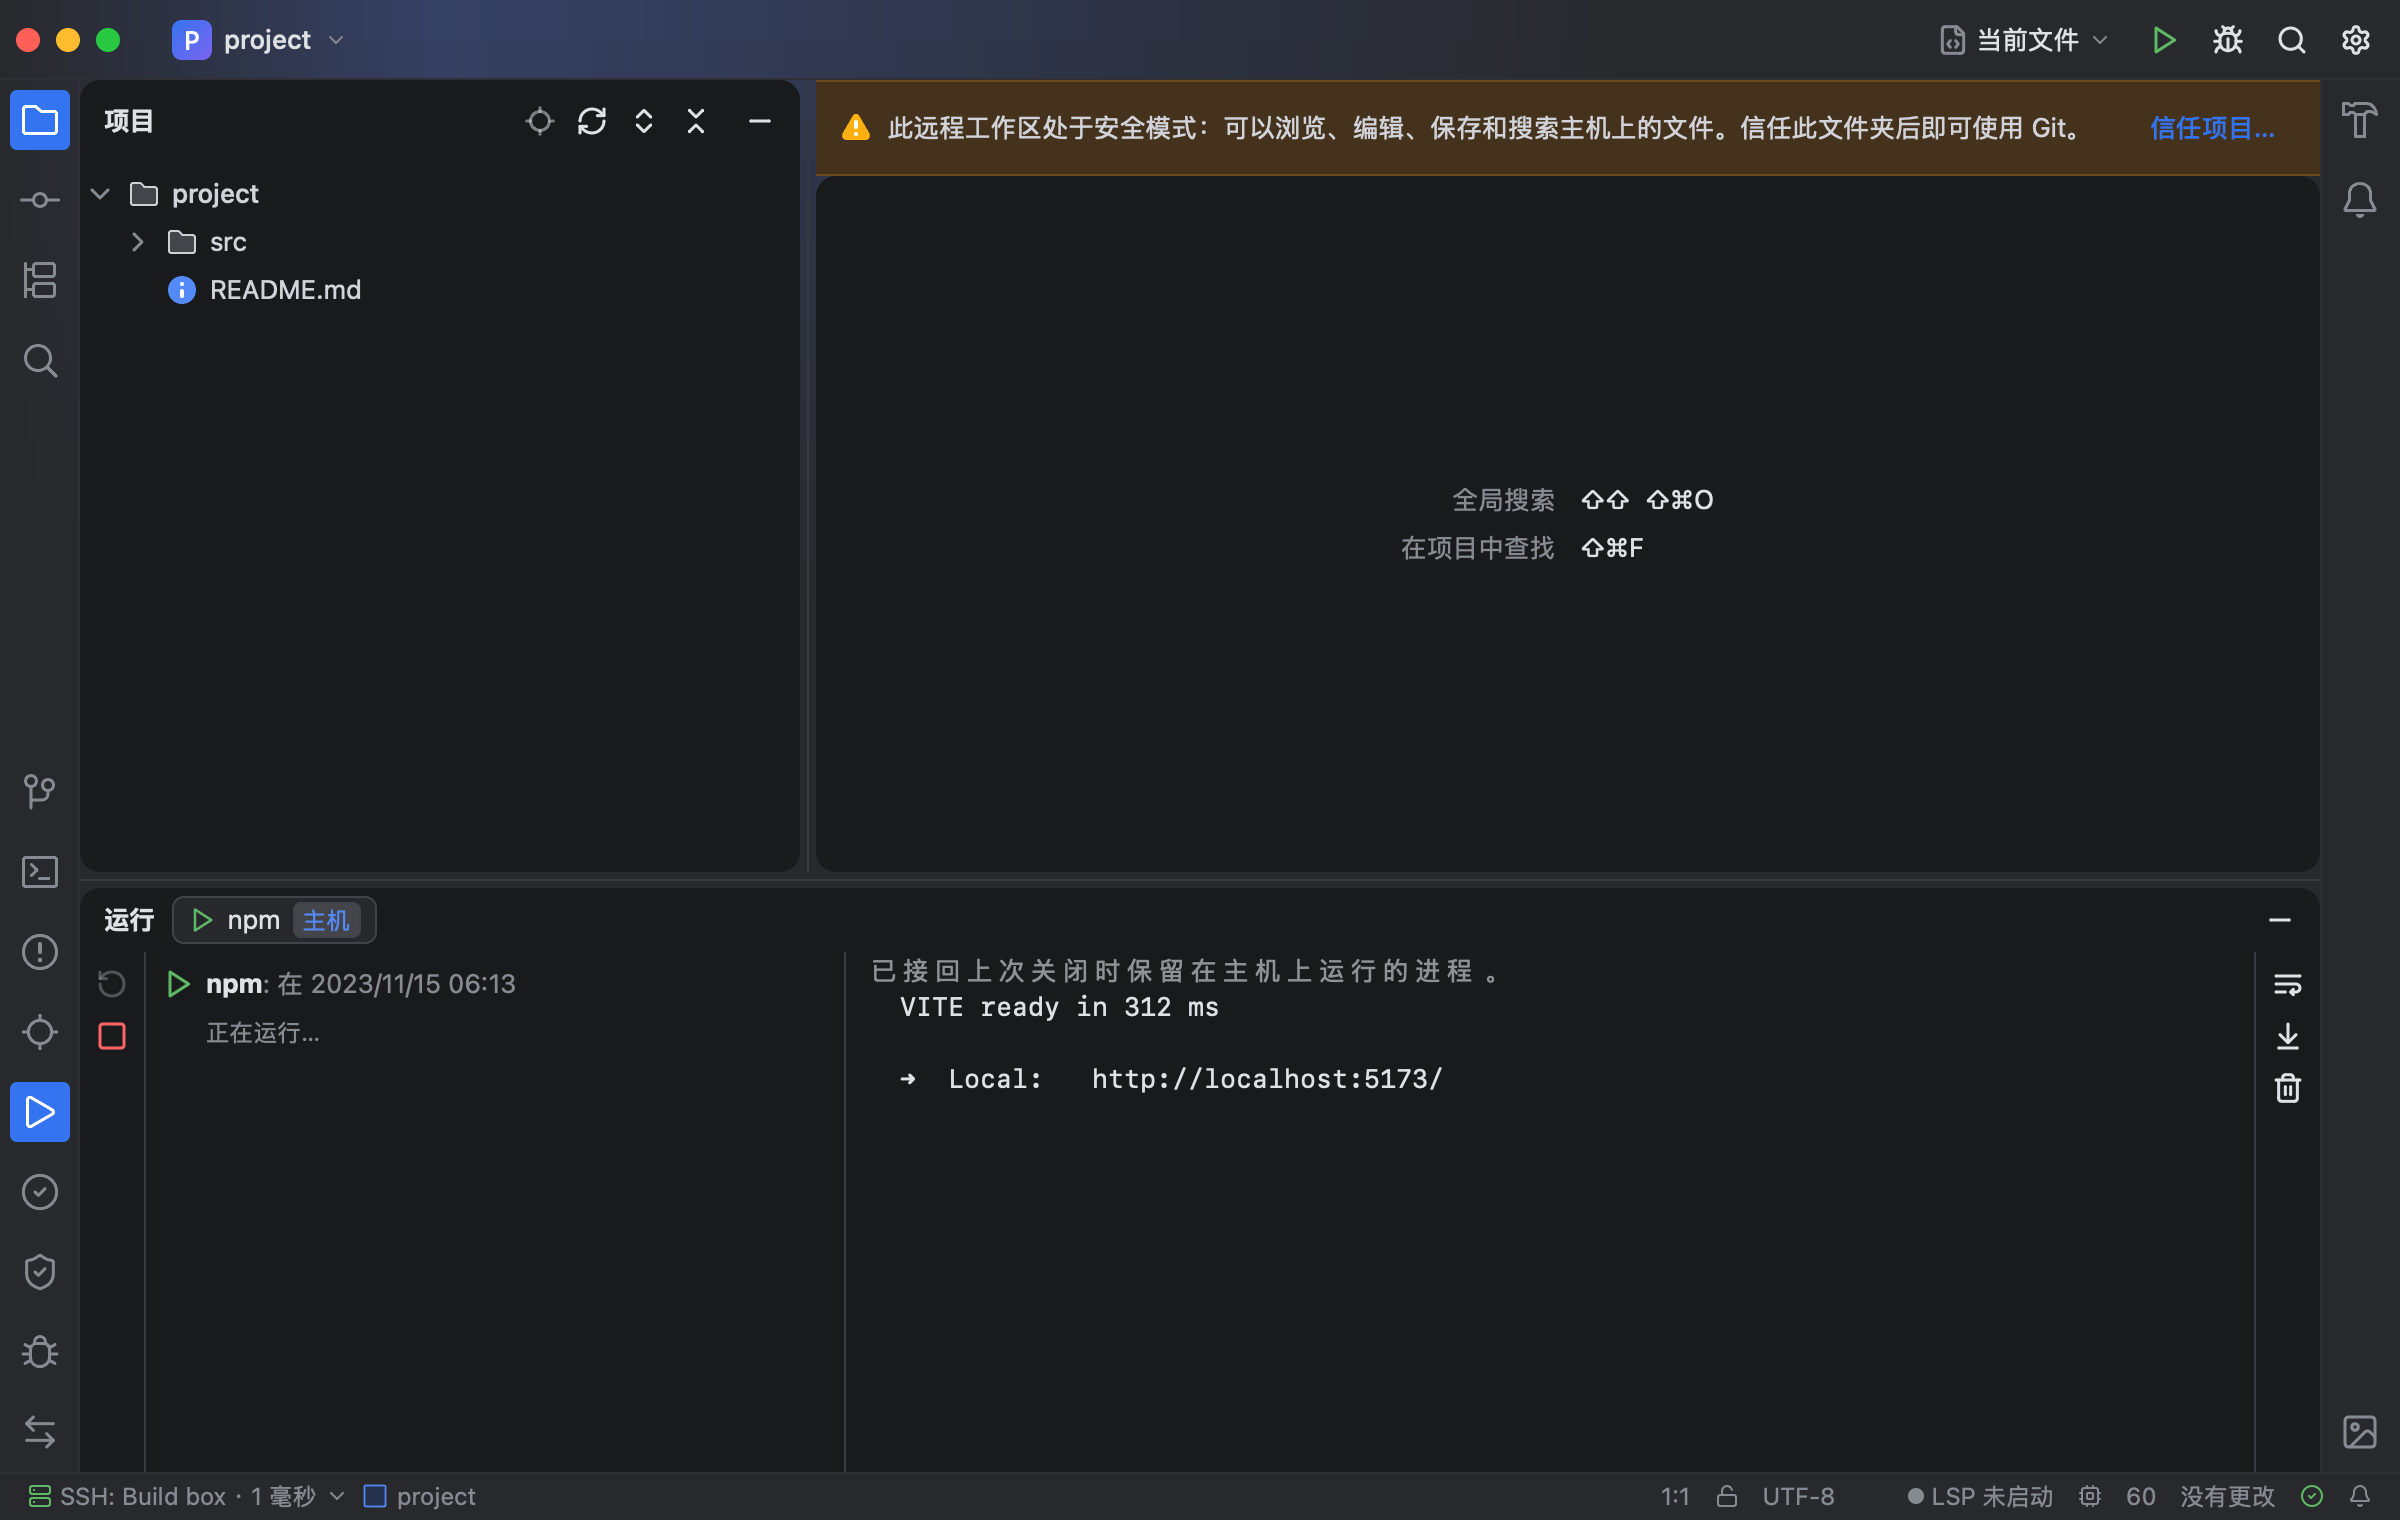 P project
当前文件
项目
此远程工作区处于安全模式：可以浏览、编辑、保存和搜索主机上的文件。信任此文件夹后即可使用 Git。 信任项目...
project
src
README.md
全局搜索 ⇧⇧ ⇧⌘O
在项目中查找 ⇧⌘F
运行 npm 主机
npm: 在 2023/11/15 06:13
正在运行...
已接回上次关闭时保留在主机上运行的进程。
VITE ready in 312 ms
➜ Local: http://localhost:5173/
SSH: Build box · 1 毫秒 project 1:1 UTF-8 LSP 未启动 60 没有更改